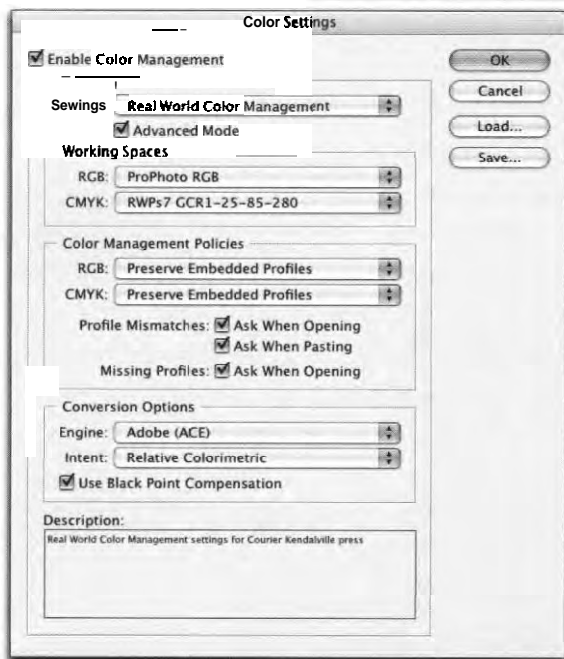 Color Settings
Enable Color Management
OK
Cancel
Load...
Save...
Sewings Real World Color Management
Advanced Mode
Working Spaces
RGB: ProPhoto RGB
CMYK: RWPs7 GCR1-25-85-280
Color Management Policies
RGB: Preserve Embedded Profiles
CMYK: Preserve Embedded Profiles
Profile Mismatches: Ask When Opening
Ask When Pasting
Missing Profiles: Ask When Opening
Conversion Options
Engine: Adobe (ACE)
Intent: Relative Colorimetric
Use Black Point Compensation
Description:
Real World Color Management settings for Courier Kendalville press